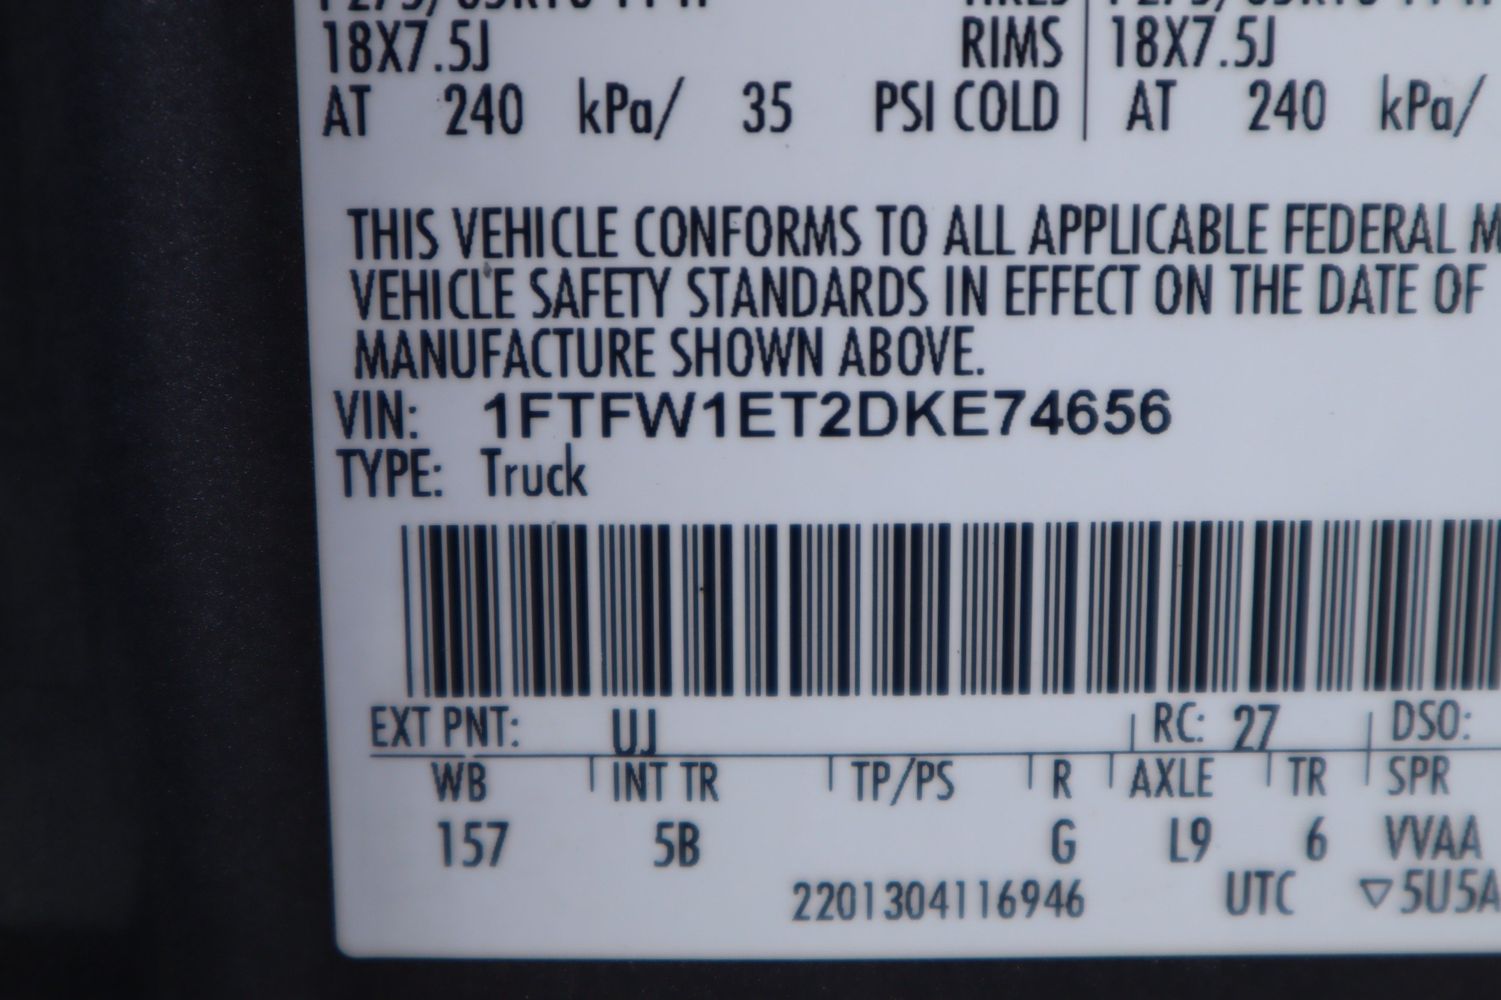 18X7.5J RIMS 18X7.5J
AT 240 kPa/ 35 PSI COLD AT 240 kPa/
THIS VEHICLE CONFORMS TO ALL APPLICABLE FEDERAL M
VEHICLE SAFETY STANDARDS IN EFFECT ON THE DATE OF
MANUFACTURE SHOWN ABOVE.
VIN: 1FTFW1ET2DKE74656
TYPE: Truck
EXT PNT: UJ RC: 27 DSO:
WB INT TR TP/PS R AXLE TR SPR
157 5B G L9 6 VVAA
2201304116946 UTC ▽5U5A